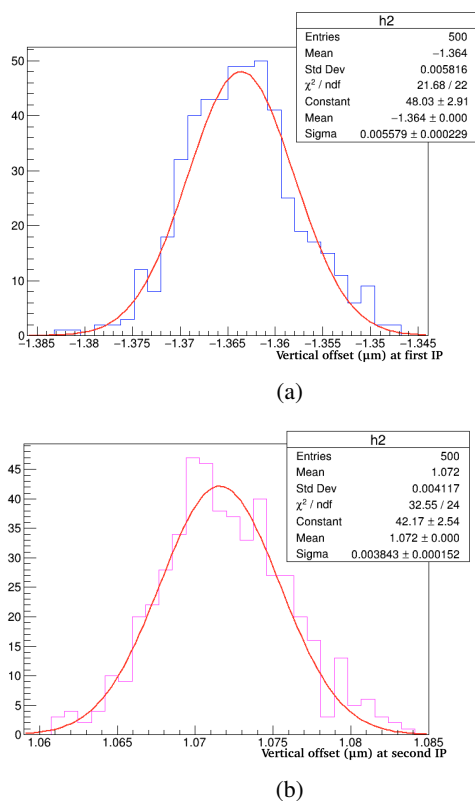 h2
Entries 500
Mean −1.364
Std Dev 0.005816
χ² / ndf 21.68 / 22
Constant 48.03 ± 2.91
Mean −1.364 ± 0.000
Sigma 0.005579 ± 0.000229
50
40
30
20
10
0
−1.385 −1.38 −1.375 −1.37 −1.365 −1.36 −1.355 −1.35 −1.345
Vertical offset (μm) at first IP
(a)
h2
Entries 500
Mean 1.072
Std Dev 0.004117
χ² / ndf 32.55 / 24
Constant 42.17 ± 2.54
Mean 1.072 ± 0.000
Sigma 0.003843 ± 0.000152
45
40
35
30
25
20
15
10
5
0
1.06 1.065 1.07 1.075 1.08 1.085
Vertical offset (μm) at second IP
(b)